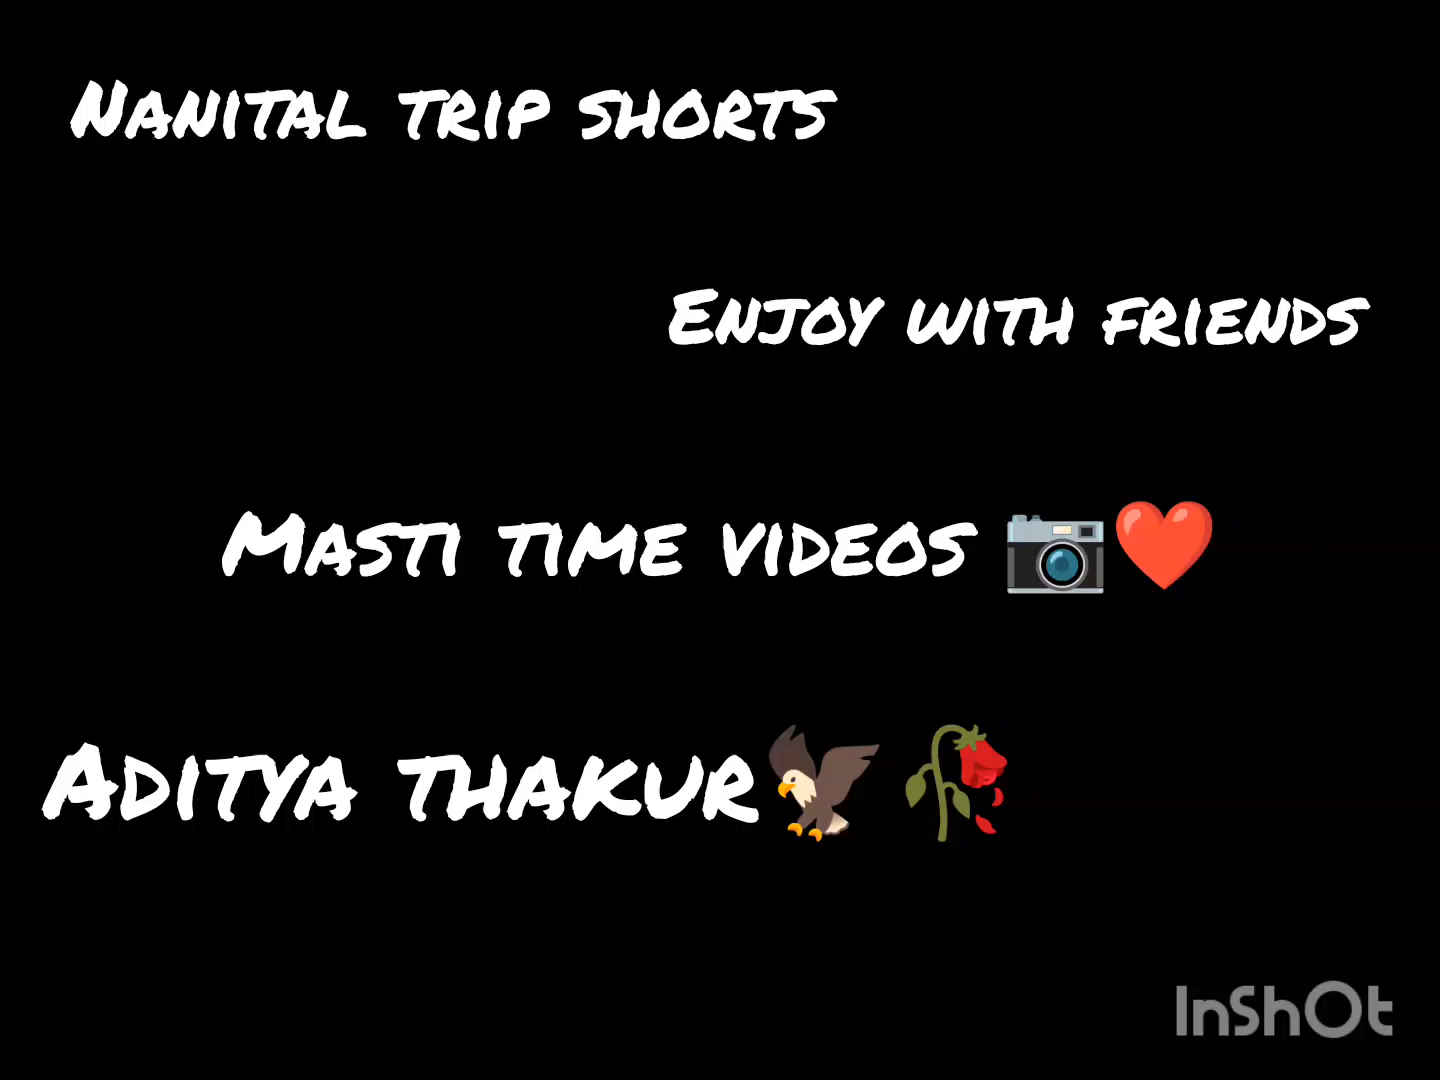 Nanital trip shorts
Enjoy with friends
Masti time videos 📷❤️
Aditya thakur🦅🥀
InShOt